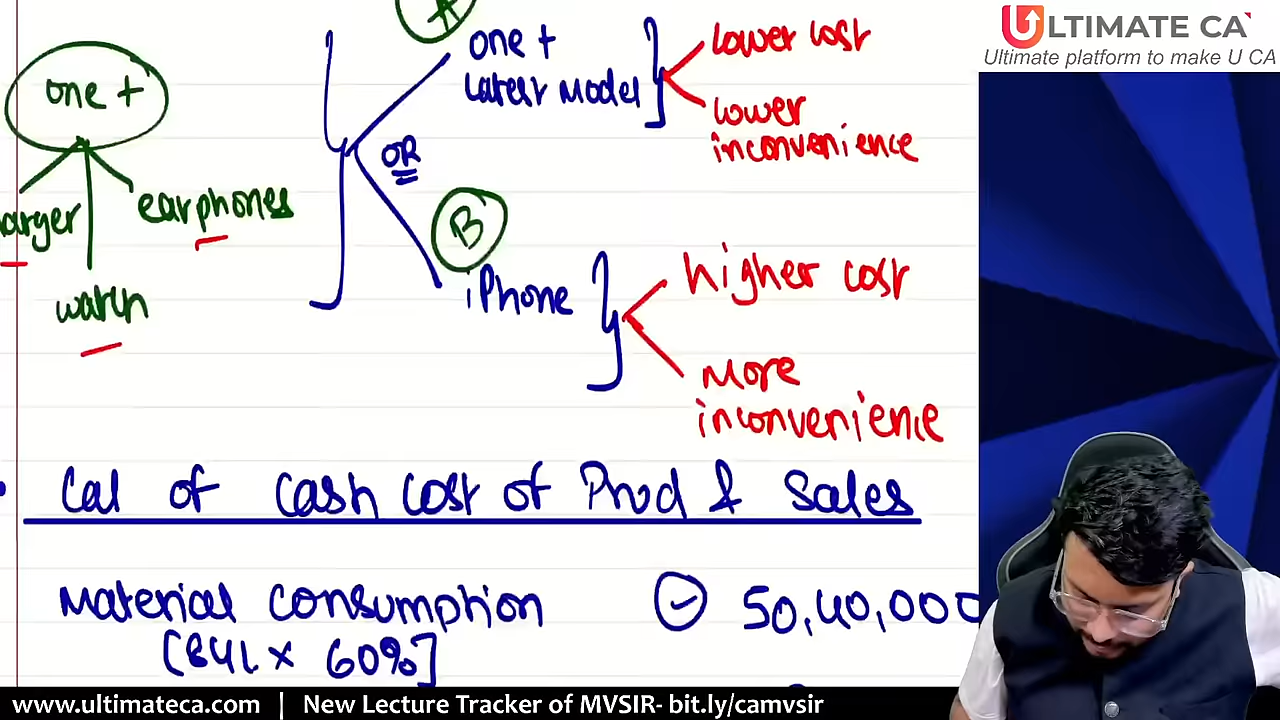 ULTIMATE CA
Ultimate platform to make U CA
A
one +
one +
Latest Model
lower cost
lower
inconvenience
OR
earphones
arger
watch
B
iPhone
higher cost
More
inconvenience
Cal of cash cost of Prod & Sales
Material consumption 50,40,000
[84L x 60%]
www.ultimateca.com | New Lecture Tracker of MVSIR- bit.ly/camvsir